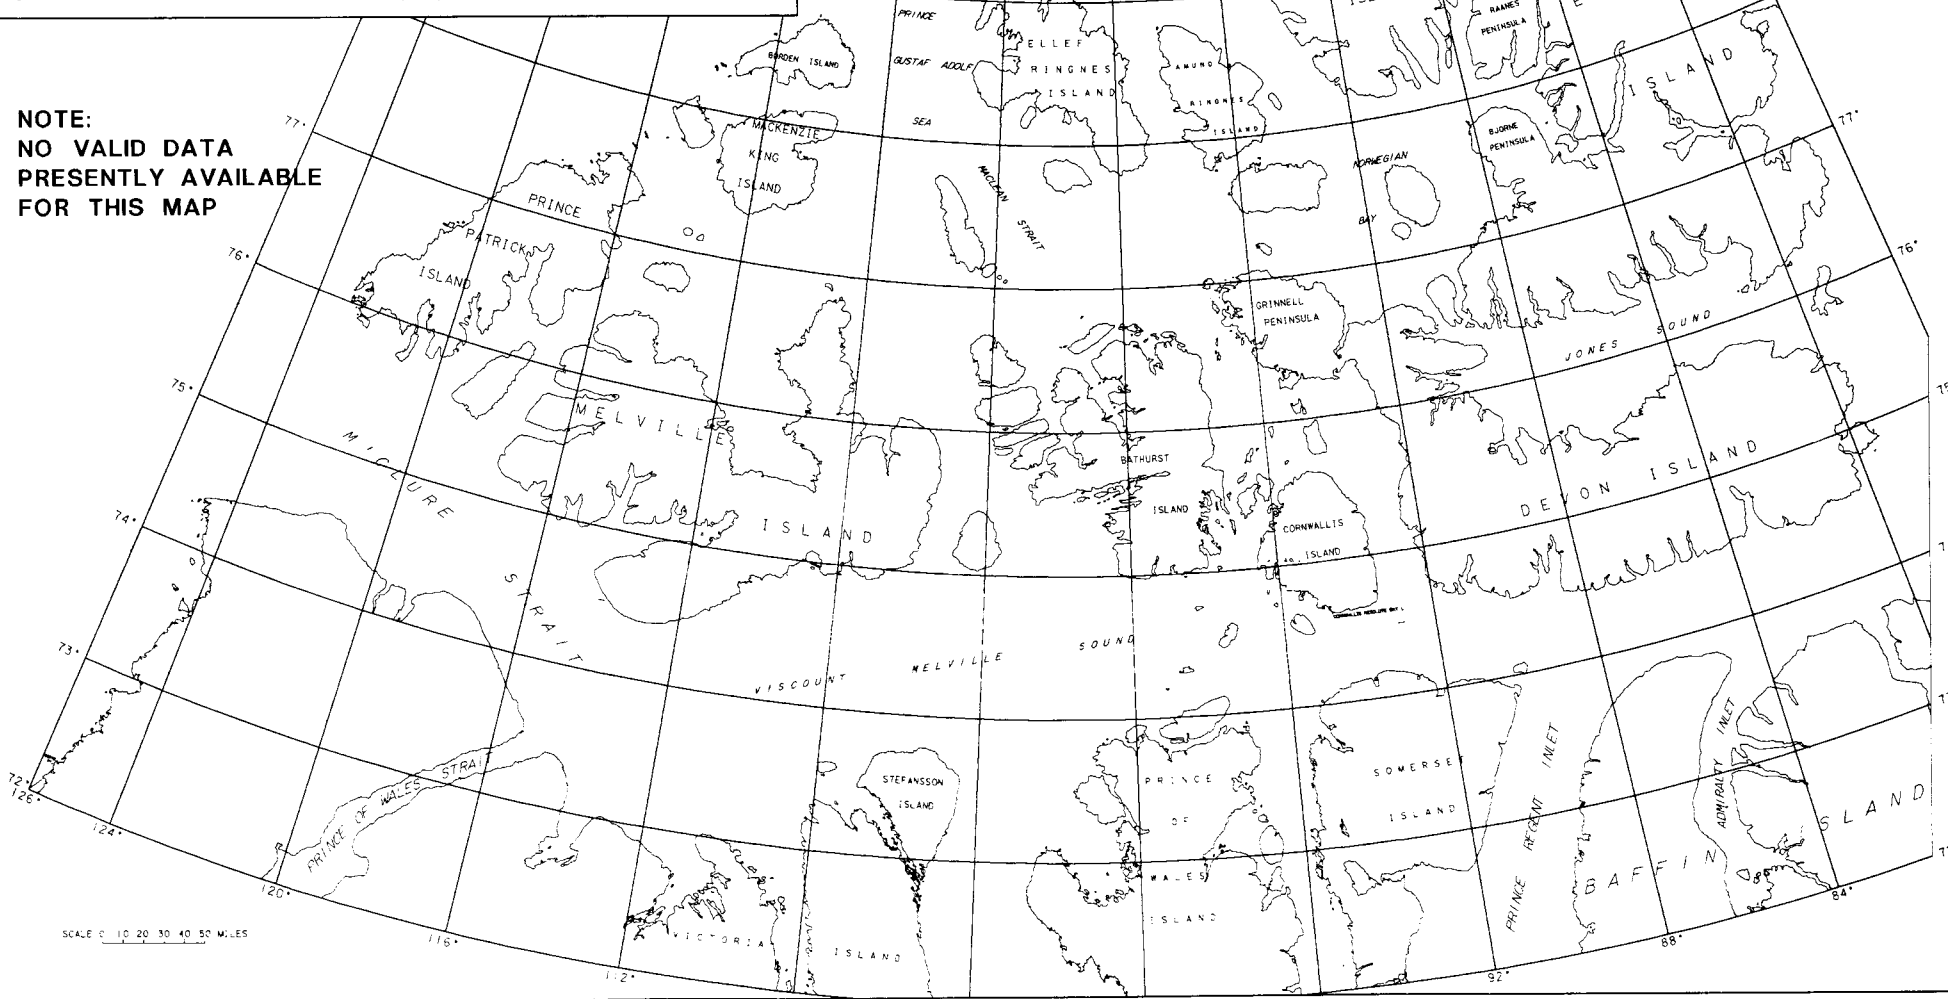 NOTE:
NO VALID DATA
PRESENTLY AVAILABLE
FOR THIS MAP
BORDEN ISLAND
PRINCE
GUSTAF ADOLF
SEA
ELLEF
RINGNES
ISLAND
AMUND
RINGNES
ISLAND
RAANES
PENINSULA
ISLAND
BJORNE
PENINSULA
MACKENZIE
KING
ISLAND
MACLEAN
STRAIT
NORWEGIAN
BAY
PRINCE
PATRICK
ISLAND
GRINNELL
PENINSULA
JONES SOUND
MELVILLE
ISLAND
BATHURST
ISLAND
CORNWALLIS
ISLAND
DEVON ISLAND
M'CLURE
STRAIT
VISCOUNT MELVILLE SOUND
PRINCE OF WALES STRAIT
STEFANSSON
ISLAND
PRINCE
OF
WALES
ISLAND
SOMERSET
ISLAND
PRINCE REGENT INLET
ADMIRALTY INLET
BAFFIN ISLAND
VICTORIA
ISLAND
77°
76°
75°
74°
73°
72°
126°
124°
120°
116°
112°
92°
88°
84°
77°
76°
SCALE 0 10 20 30 40 50 MILES